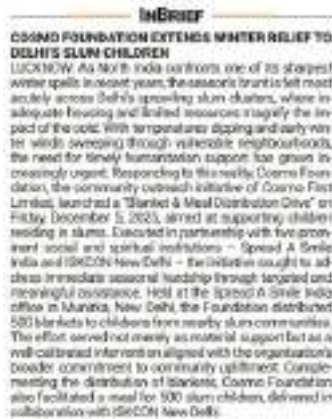 INBRIEF
COSMO FOUNDATION EXTENDS WINTER RELIEF TO
DELHI'S SLUM CHILDREN
LUCKNOW: As North India confronts one of its sharpest
winter spells in recent years, the season's brunt is felt most
acutely across Delhi's sprawling slum clusters, where in
adequate housing and limited resources magnify the im
pact of the cold. With temperatures dipping and early win
ter winds sweeping through vulnerable neighbourhoods,
the need for timely humanitarian support has grown in
creasingly urgent. Responding to this reality, Cosmo Foun
dation, the community outreach initiative of Cosmo First
Limited, launched a "Blanket & Meal Distribution Drive" on
Friday, December 5, 2025, aimed at supporting children
residing in slums. Executed in partnership with two prom
inent social and spiritual institutions – Spread A Smile
India and ISKCON New Delhi – the initiative sought to ad
dress immediate seasonal hardship through targeted and
meaningful assistance. Held at the Spread A Smile India
office in Munirka, New Delhi, the Foundation distributed
500 blankets to children from nearby slum communities.
The effort served not merely as material support but as a
well-calibrated intervention aligned with the organisation's
broader commitment to community upliftment. Comple
menting the distribution of blankets, Cosmo Foundation
also facilitated a meal for 500 slum children, delivered in
collaboration with ISKCON New Delhi.